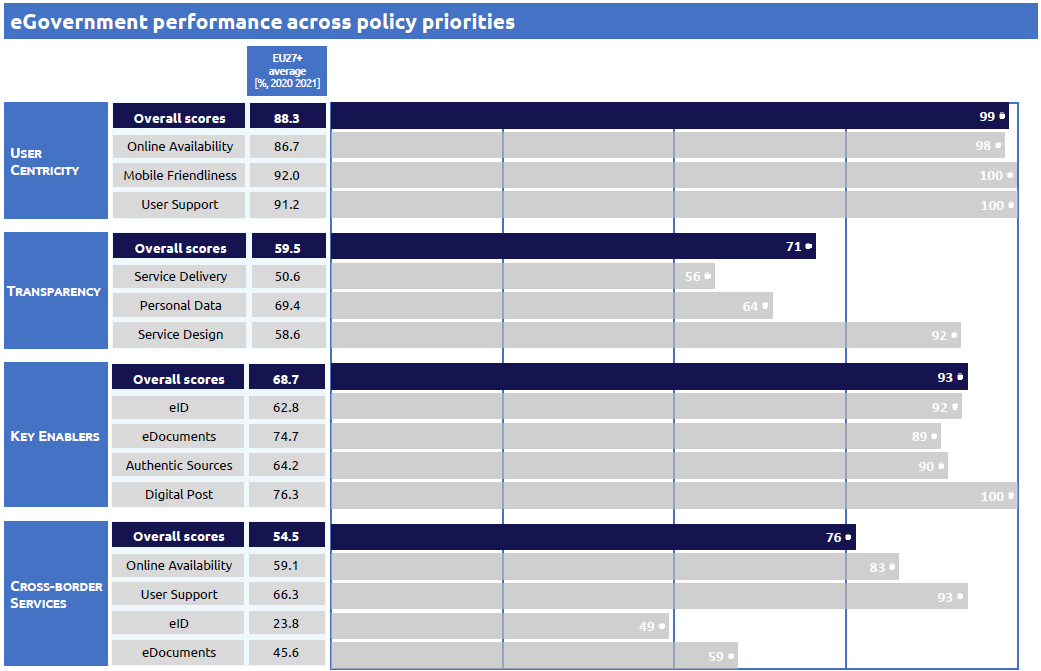 eGovernment performance across policy priorities
EU27+
average
[%, 2020 2021]
USER
CENTRICITY
Overall scores 88.3 99
Online Availability 86.7 98
Mobile Friendliness 92.0 100
User Support 91.2 100
TRANSPARENCY
Overall scores 59.5 71
Service Delivery 50.6 56
Personal Data 69.4 64
Service Design 58.6 92
KEY ENABLERS
Overall scores 68.7 93
eID 62.8 92
eDocuments 74.7 89
Authentic Sources 64.2 90
Digital Post 76.3 100
CROSS-BORDER
SERVICES
Overall scores 54.5 76
Online Availability 59.1 83
User Support 66.3 93
eID 23.8 49
eDocuments 45.6 59